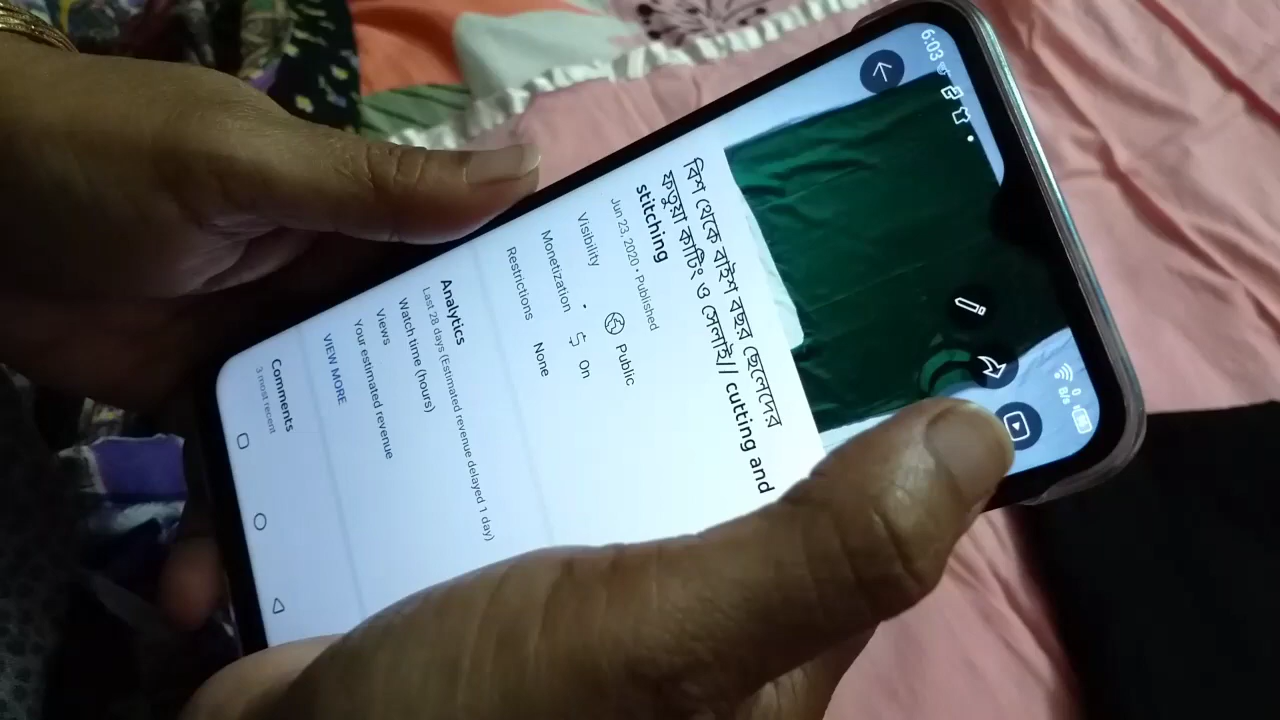 6:03
0
B/s
বিশ থেকে বাইশ বছর ছেলেদের
ফতুয়া কাটিং ও সেলাই// cutting and
stitching
Jun 23, 2020 • Published
Visibility Public
Monetization $ On
Restrictions None
Analytics
Last 28 days (Estimated revenue delayed 1 day)
Watch time (hours)
Views
Your estimated revenue
VIEW MORE
Comments
3 most recent